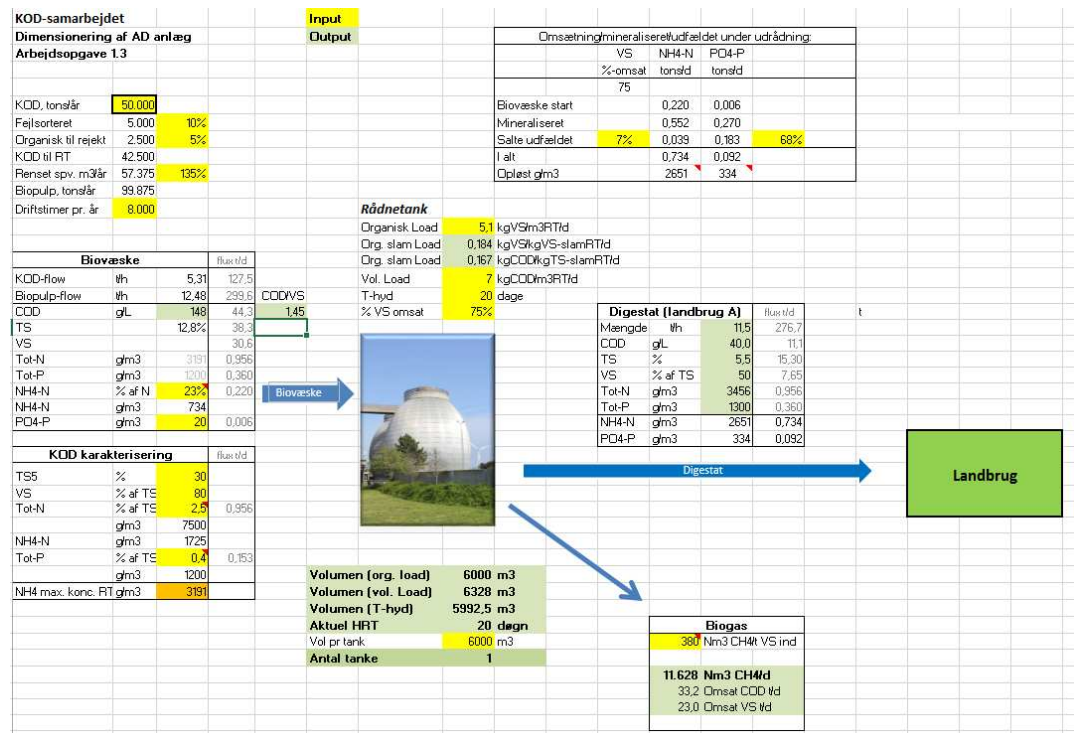 KOD-samarbejdet Input
Dimensionering af AD anlæg Output
Arbejdsopgave 1.3
Omsætning/mineraliseret/udfældet under udrådning:
VS NH4-N PO4-P
%-omsat tons/d tons/d
75
Biovæske start 0,220 0,006
Mineraliseret 0,552 0,270
Salte udfældet 7% 0,039 0,183 68%
I alt 0,734 0,092
Opløst g/m3 2651 334
KOD, tons/år 50.000
Fejlsorteret 5.000 10%
Organisk til rejekt 2.500 5%
KOD til RT 42.500
Renset spv. m3/år 57.375 135%
Biopulp, tons/år 99.875
Driftstimer pr. år 8.000
Rådnetank
Organisk Load 5,1 kgVS/m3RT/d
Org. slam Load 0,184 kgVS/kgVS-slamRT/d
Org. slam Load 0,167 kgCOD/kgTS-slamRT/d
Vol. Load 7 kgCOD/m3RT/d
T-hyd 20 dage
% VS omsat 75%
Biovæske flux t/d
KOD-flow t/h 5,31 127,5
Biopulp-flow t/h 12,48 299,6 COD/VS
COD g/L 148 44,3 1,45
TS 12,8% 38,3
VS 30,6
Tot-N g/m3 3191 0,956
Tot-P g/m3 1200 0,360
NH4-N % af N 23% 0,220
NH4-N g/m3 734
PO4-P g/m3 20 0,006
Biovæske
Digestat (landbrug A) flux t/d t
Mængde t/h 11,5 276,7
COD g/L 40,0 11,1
TS % 5,5 15,30
VS % af TS 50 7,65
Tot-N g/m3 3456 0,956
Tot-P g/m3 1300 0,360
NH4-N g/m3 2651 0,734
PO4-P g/m3 334 0,092
Digestat
Landbrug
KOD karakterisering flux t/d
TS5 % 30
VS % af TS 80
Tot-N % af TS 2,5 0,956
g/m3 7500
NH4-N g/m3 1725
Tot-P % af TS 0,4 0,153
g/m3 1200
NH4 max. konc. RT g/m3 3191
Volumen (org. load) 6000 m3
Volumen (vol. Load) 6328 m3
Volumen (T-hyd) 5992,5 m3
Aktuel HRT 20 døgn
Vol pr tank 6000 m3
Antal tanke 1
Biogas
380 Nm3 CH4/t VS ind
11.628 Nm3 CH4/d
33,2 Omsat COD t/d
23,0 Omsat VS t/d